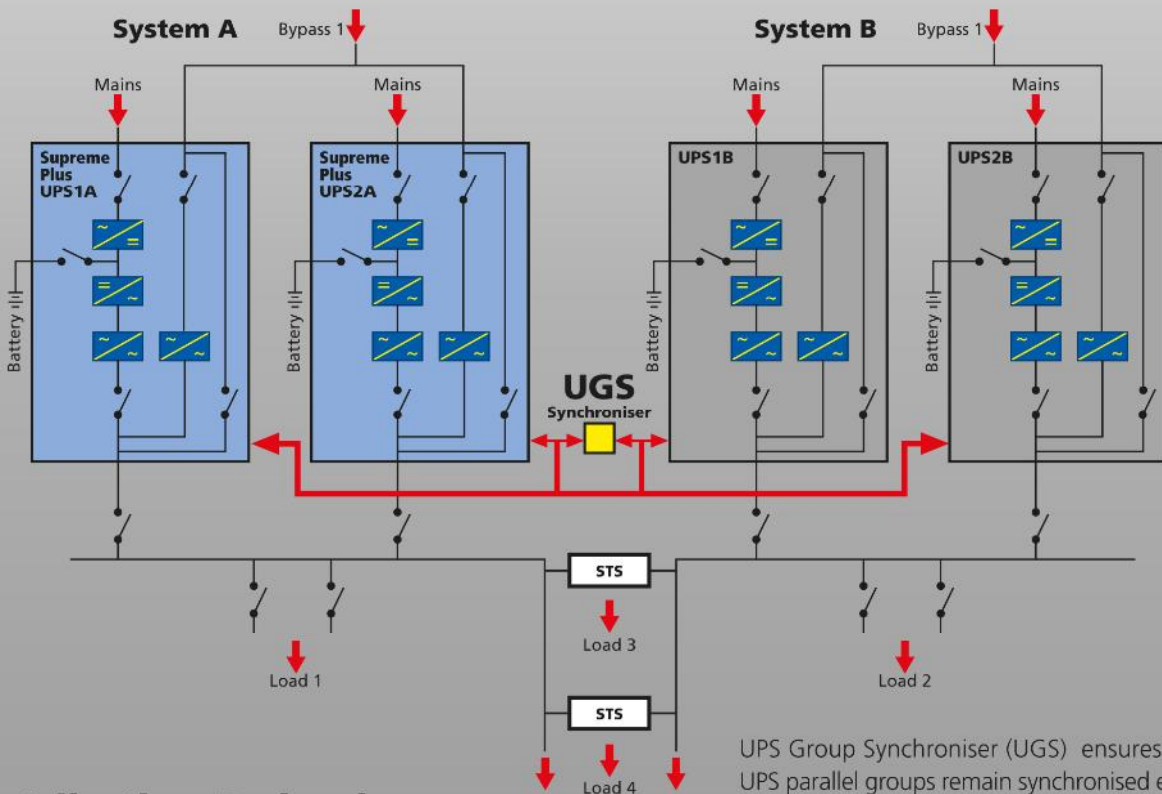 System A
Bypass 1
System B
Bypass 1
Mains
Mains
Mains
Mains
Supreme
Plus
UPS1A
Supreme
Plus
UPS2A
UPS1B
UPS2B
Battery
Battery
Battery
Battery
UGS
Synchroniser
STS
Load 3
Load 1
Load 2
STS
Load 4
UPS Group Synchroniser (UGS) ensures
UPS parallel groups remain synchronised e